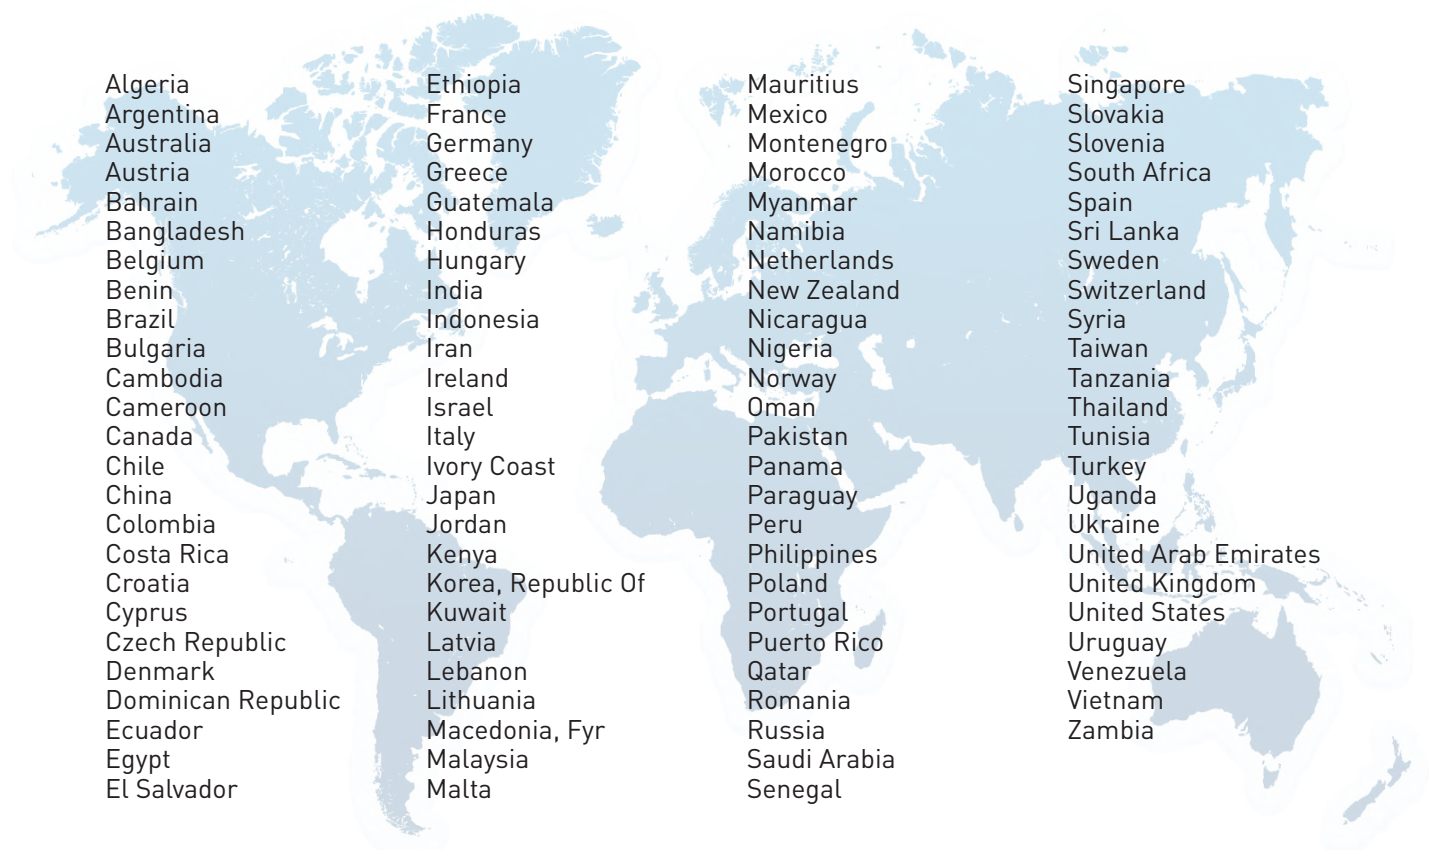 Algeria
Argentina
Australia
Austria
Bahrain
Bangladesh
Belgium
Benin
Brazil
Bulgaria
Cambodia
Cameroon
Canada
Chile
China
Colombia
Costa Rica
Croatia
Cyprus
Czech Republic
Denmark
Dominican Republic
Ecuador
Egypt
El Salvador
Ethiopia
France
Germany
Greece
Guatemala
Honduras
Hungary
India
Indonesia
Iran
Ireland
Israel
Italy
Ivory Coast
Japan
Jordan
Kenya
Korea, Republic Of
Kuwait
Latvia
Lebanon
Lithuania
Macedonia, Fyr
Malaysia
Malta
Mauritius
Mexico
Montenegro
Morocco
Myanmar
Namibia
Netherlands
New Zealand
Nicaragua
Nigeria
Norway
Oman
Pakistan
Panama
Paraguay
Peru
Philippines
Poland
Portugal
Puerto Rico
Qatar
Romania
Russia
Saudi Arabia
Senegal
Singapore
Slovakia
Slovenia
South Africa
Spain
Sri Lanka
Sweden
Switzerland
Syria
Taiwan
Tanzania
Thailand
Tunisia
Turkey
Uganda
Ukraine
United Arab Emirates
United Kingdom
United States
Uruguay
Venezuela
Vietnam
Zambia